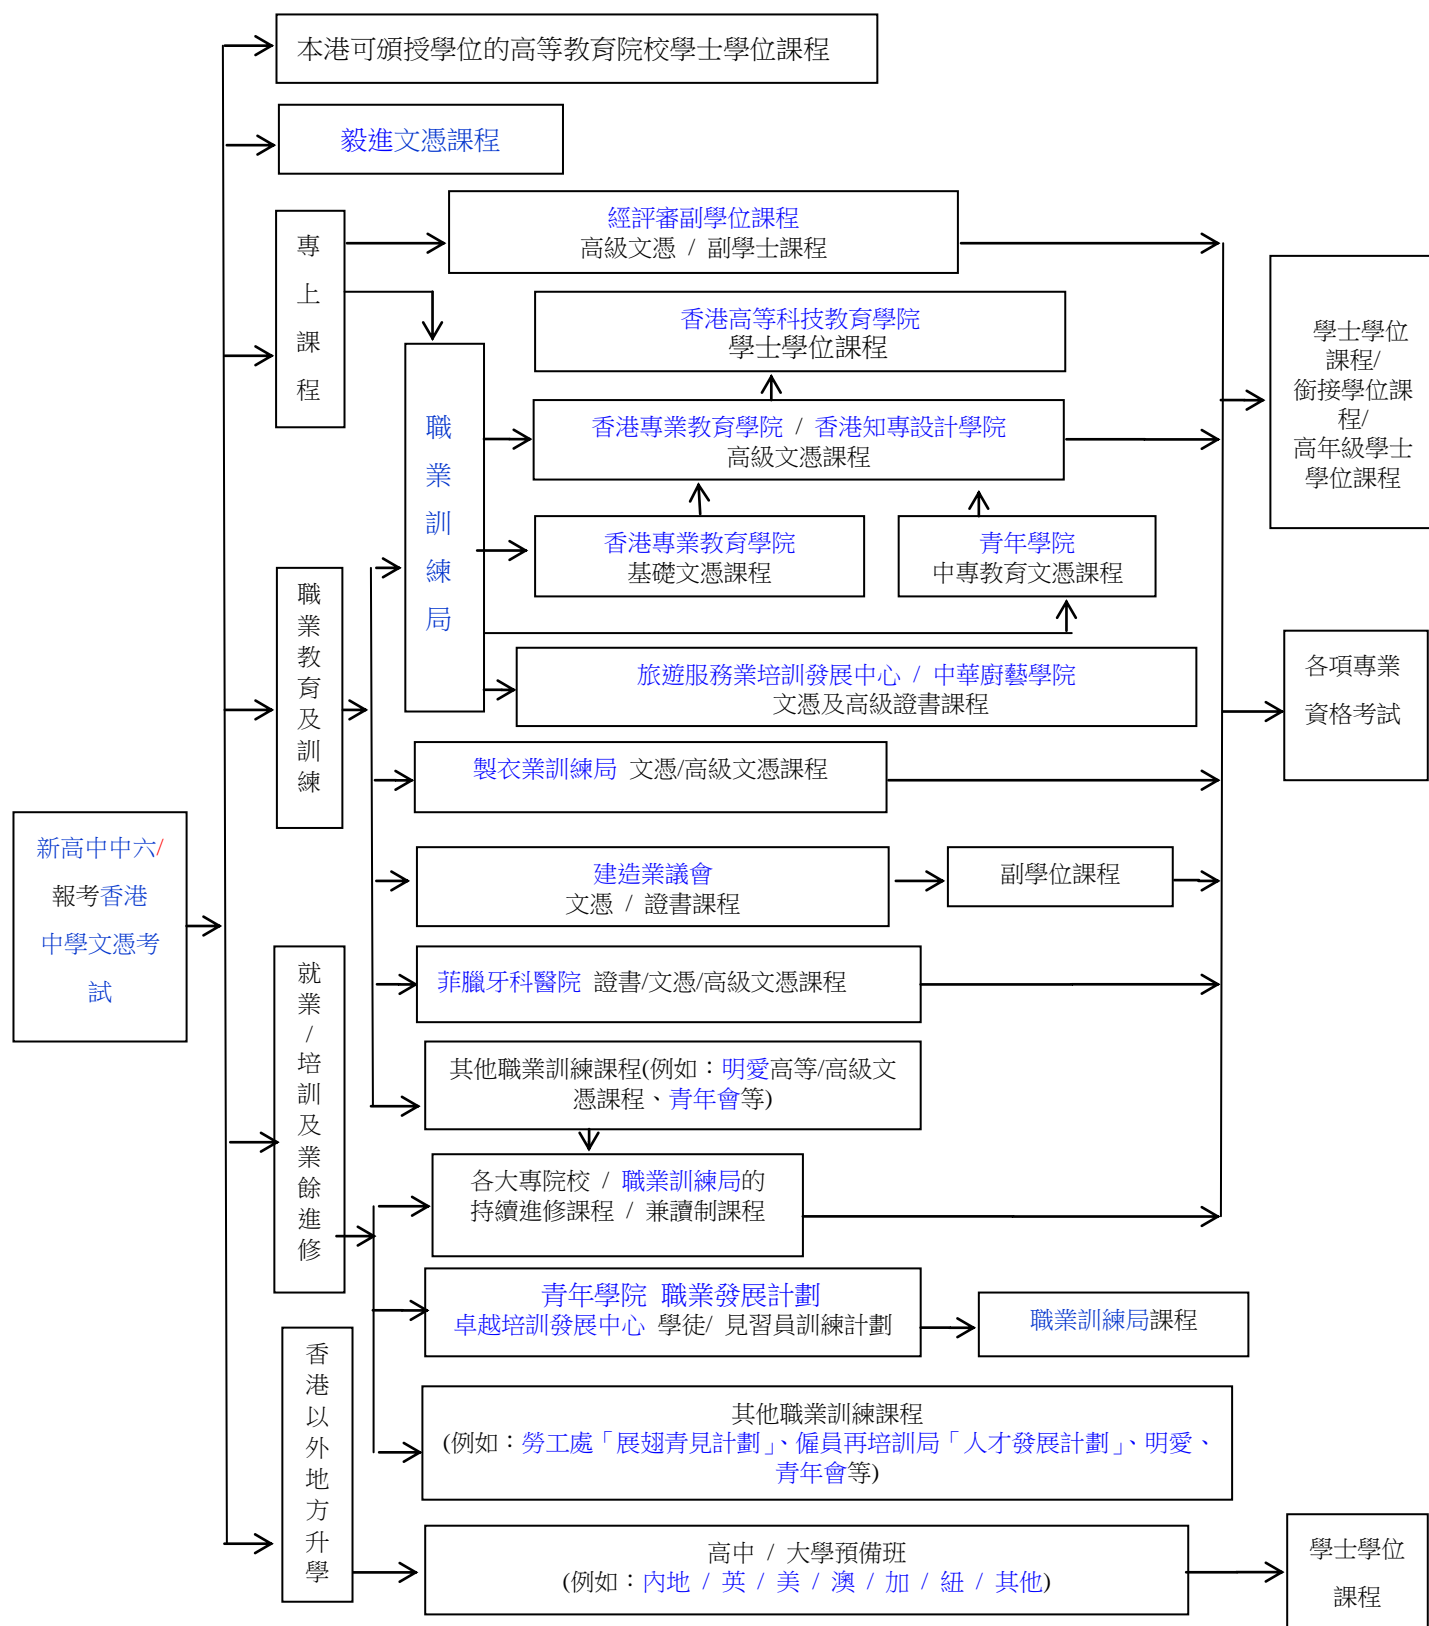 本港可頒授學位的高等教育院校學士學位課程
毅進文憑課程
專上課程
經評審副學位課程
高級文憑 / 副學士課程
學士學位
課程/
銜接學位課
程/
高年級學士
學位課程
香港高等科技教育學院
學士學位課程
職業訓練局
香港專業教育學院 / 香港知專設計學院
高級文憑課程
香港專業教育學院
基礎文憑課程
青年學院
中專教育文憑課程
職業教育及訓練
旅遊服務業培訓發展中心 / 中華廚藝學院
文憑及高級證書課程
各項專業
資格考試
製衣業訓練局 文憑/高級文憑課程
新高中中六/
報考香港
中學文憑考
試
建造業議會
文憑 / 證書課程
副學位課程
就業/培訓及業餘進修
菲臘牙科醫院 證書/文憑/高級文憑課程
其他職業訓練課程(例如：明愛高等/高級文
憑課程、青年會等)
各大專院校 / 職業訓練局的
持續進修課程 / 兼讀制課程
青年學院 職業發展計劃
卓越培訓發展中心 學徒/ 見習員訓練計劃
職業訓練局課程
香港以外地方升學
其他職業訓練課程
(例如：勞工處「展翅青見計劃」、僱員再培訓局「人才發展計劃」、明愛、
青年會等)
高中 / 大學預備班
(例如：內地 / 英 / 美 / 澳 / 加 / 紐 / 其他)
學士學位
課程